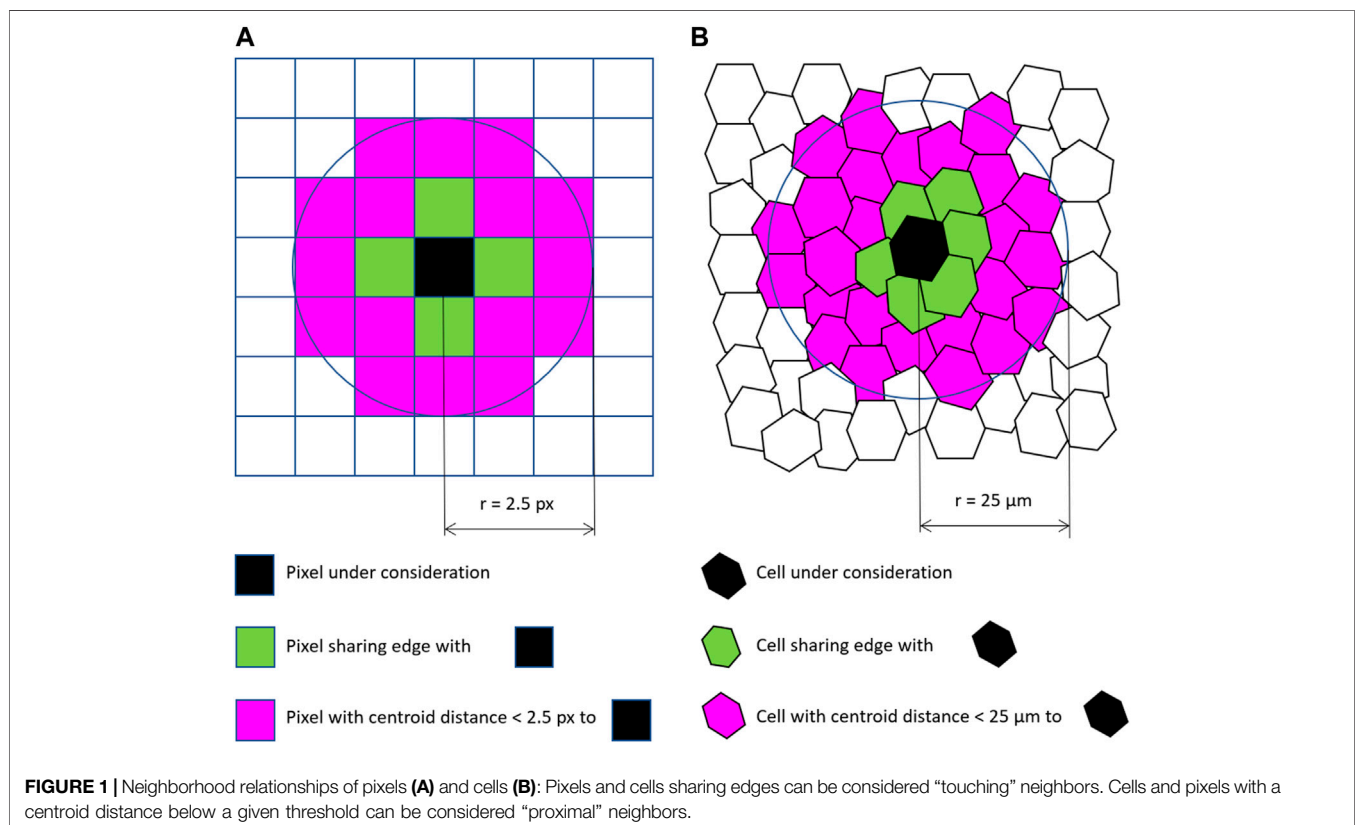 A
B
r = 2.5 px
r = 25 µm
Pixel under consideration
Cell under consideration
Pixel sharing edge with
Cell sharing edge with
Pixel with centroid distance < 2.5 px to
Cell with centroid distance < 25 µm to
FIGURE 1 | Neighborhood relationships of pixels (A) and cells (B): Pixels and cells sharing edges can be considered “touching” neighbors. Cells and pixels with a
centroid distance below a given threshold can be considered “proximal” neighbors.